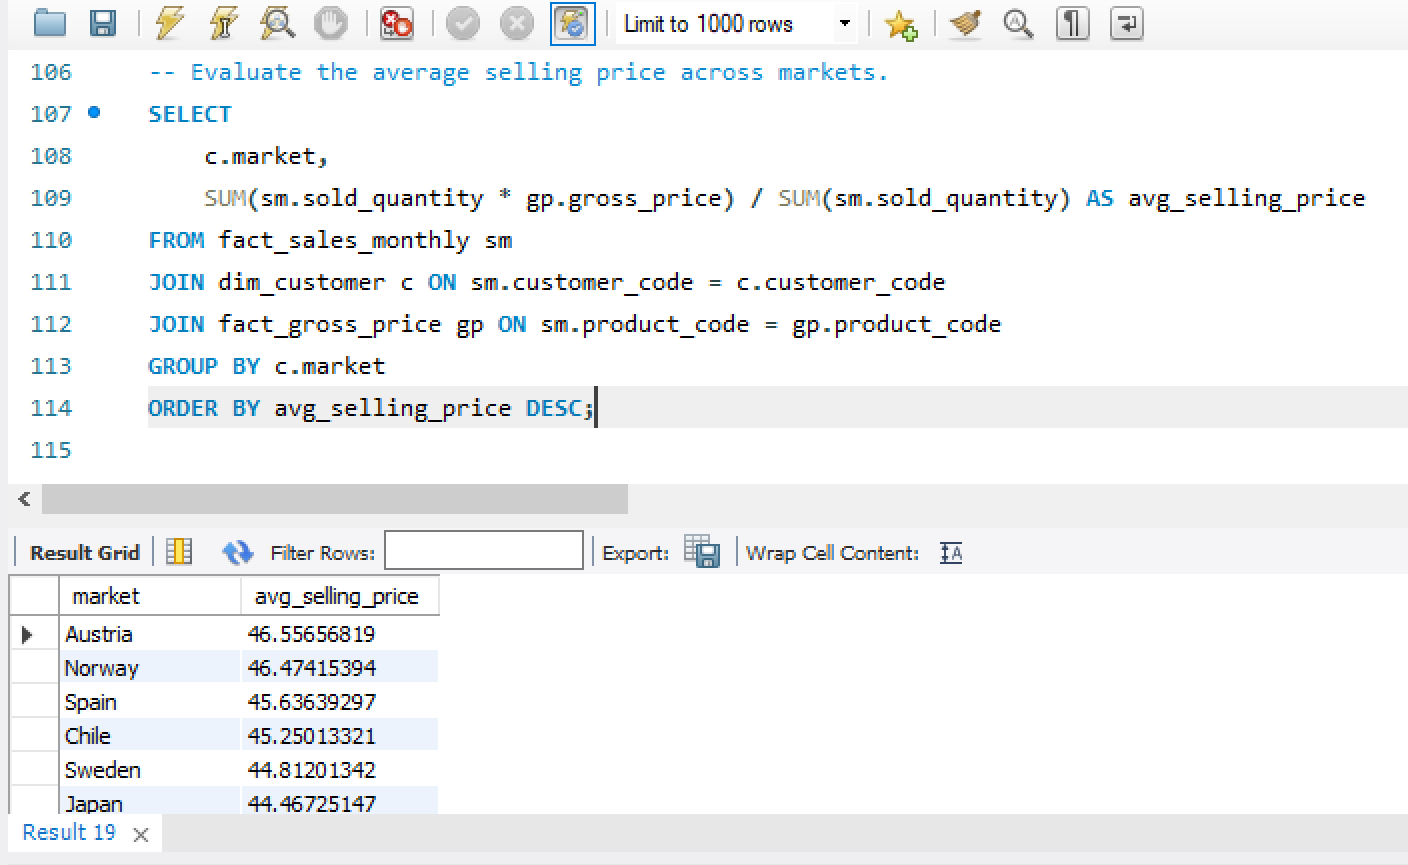 Limit to 1000 rows
106 -- Evaluate the average selling price across markets.
107 SELECT
108 c.market,
109 SUM(sm.sold_quantity * gp.gross_price) / SUM(sm.sold_quantity) AS avg_selling_price
110 FROM fact_sales_monthly sm
111 JOIN dim_customer c ON sm.customer_code = c.customer_code
112 JOIN fact_gross_price gp ON sm.product_code = gp.product_code
113 GROUP BY c.market
114 ORDER BY avg_selling_price DESC;
115
Result Grid Filter Rows: Export: Wrap Cell Content: IA
market avg_selling_price
Austria 46.55656819
Norway 46.47415394
Spain 45.63639297
Chile 45.25013321
Sweden 44.81201342
Japan 44.46725147
Result 19 ×